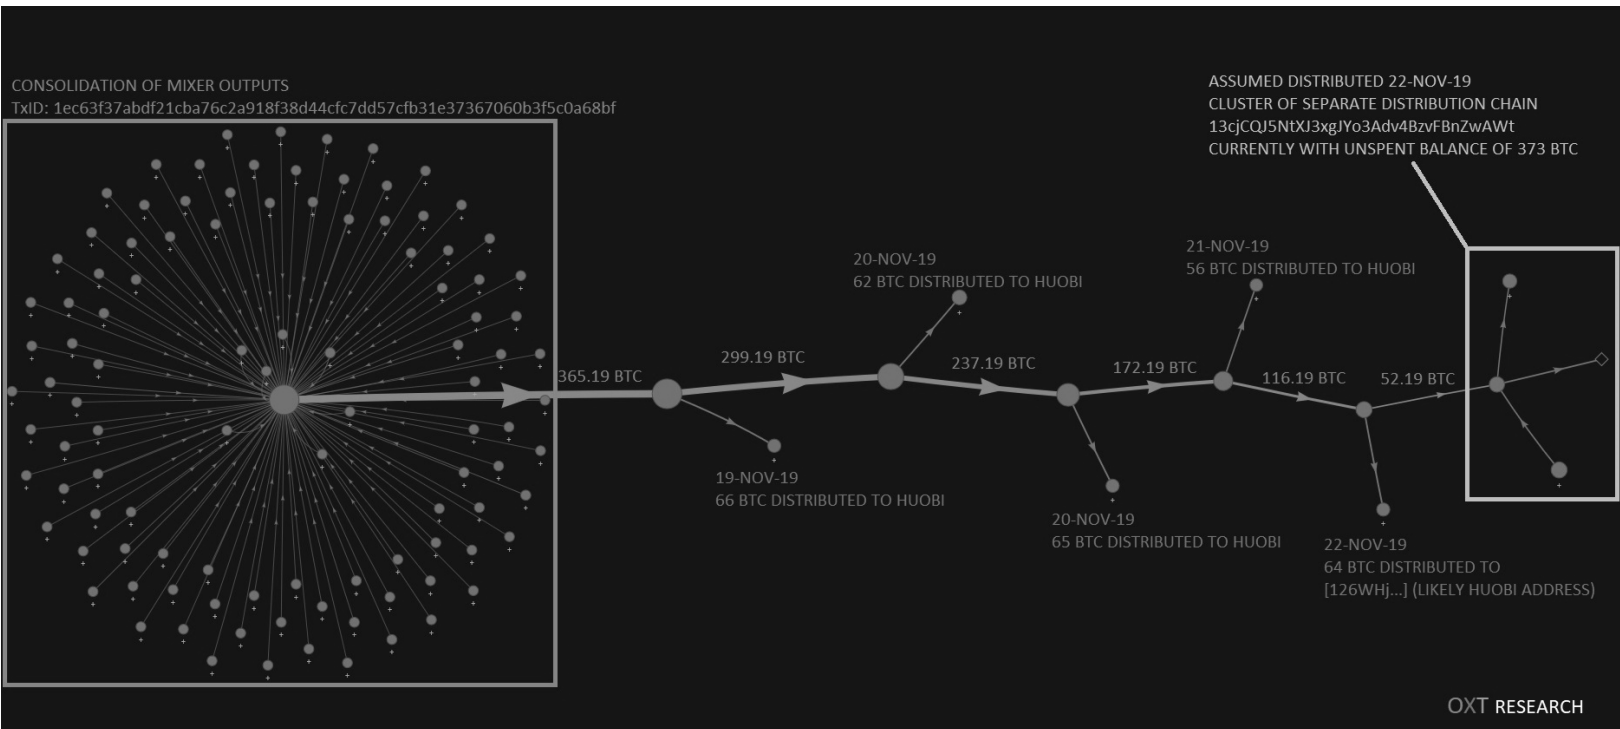 CONSOLIDATION OF MIXER OUTPUTS
TxID: 1ec63f37abdf21cba76c2a918f38d44cfc7dd57cfb31e37367060b3f5c0a68bf
ASSUMED DISTRIBUTED 22-NOV-19
CLUSTER OF SEPARATE DISTRIBUTION CHAIN
13cjCQJ5NtXJ3xgJYo3Adv4BzvFBnZwAWt
CURRENTLY WITH UNSPENT BALANCE OF 373 BTC
365.19 BTC
19-NOV-19
66 BTC DISTRIBUTED TO HUOBI
299.19 BTC
20-NOV-19
62 BTC DISTRIBUTED TO HUOBI
237.19 BTC
20-NOV-19
65 BTC DISTRIBUTED TO HUOBI
172.19 BTC
21-NOV-19
56 BTC DISTRIBUTED TO HUOBI
116.19 BTC
22-NOV-19
64 BTC DISTRIBUTED TO
[126WHj...] (LIKELY HUOBI ADDRESS)
52.19 BTC
OXT RESEARCH